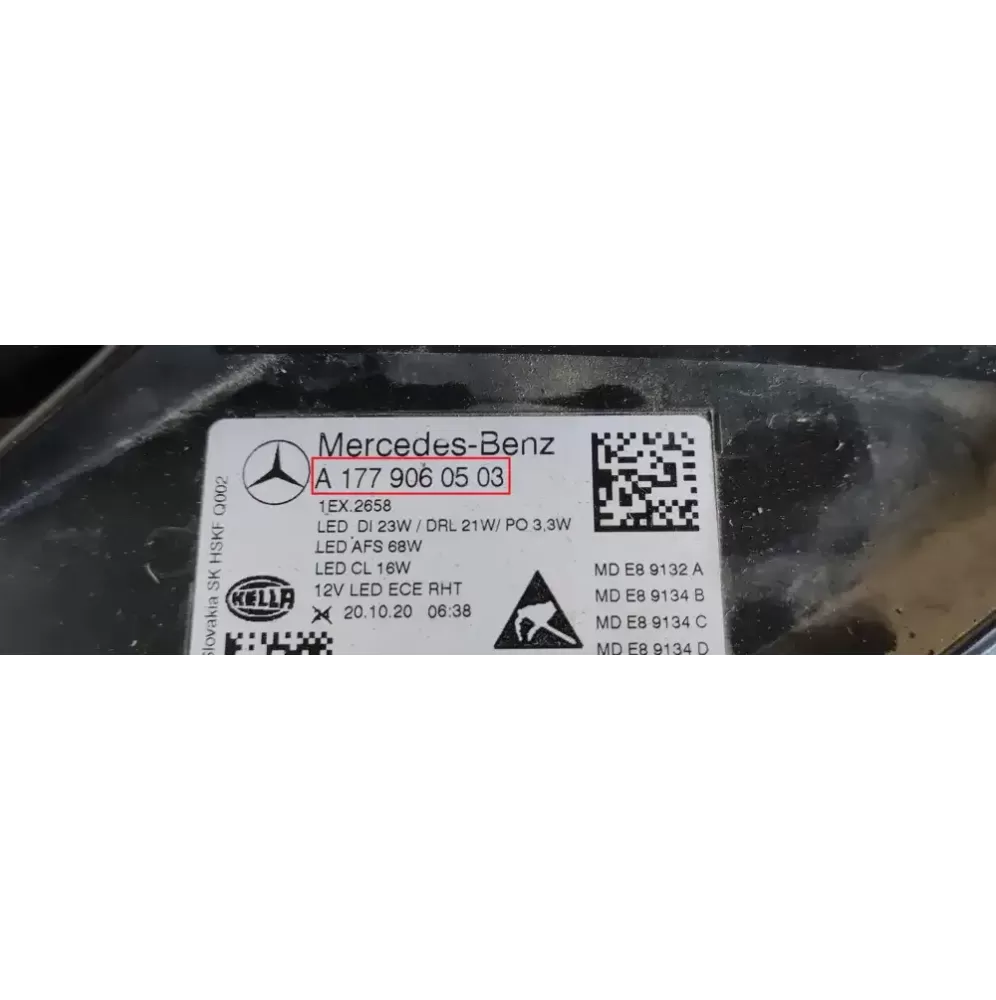 Mercedes-Benz
A 177 906 05 03
1EX.2658
LED DI 23W / DRL 21W/ PO 3,3W
LED AFS 68W
LED CL 16W
12V LED ECE RHT
20.10.20 06:38
HELLA
Slovakia SK HSKF Q002
MD E8 9132 A
MD E8 9134 B
MD E8 9134 C
MD E8 9134 D